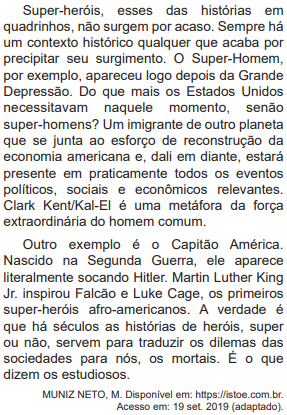 Super-heróis, esses das histórias em
quadrinhos, não surgem por acaso. Sempre há
um contexto histórico qualquer que acaba por
precipitar seu surgimento. O Super-Homem,
por exemplo, apareceu logo depois da Grande
Depressão. Do que mais os Estados Unidos
necessitavam naquele momento, senão
super-homens? Um imigrante de outro planeta
que se junta ao esforço de reconstrução da
economia americana e, dali em diante, estará
presente em praticamente todos os eventos
políticos, sociais e econômicos relevantes.
Clark Kent/Kal-El é uma metáfora da força
extraordinária do homem comum.
Outro exemplo é o Capitão América.
Nascido na Segunda Guerra, ele aparece
literalmente socando Hitler. Martin Luther King
Jr. inspirou Falcão e Luke Cage, os primeiros
super-heróis afro-americanos. A verdade é
que há séculos as histórias de heróis, super
ou não, servem para traduzir os dilemas das
sociedades para nós, os mortais. É o que
dizem os estudiosos.
MUNIZ NETO, M. Disponível em: https://istoe.com.br.
Acesso em: 19 set. 2019 (adaptado).